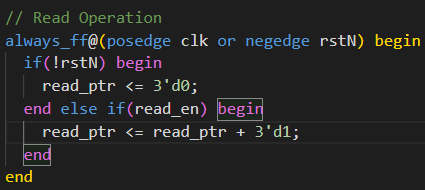 // Read Operation
always_ff@(posedge clk or negedge rstN) begin
  if(!rstN) begin
    read_ptr <= 3'd0;
  end else if(read_en) begin
    read_ptr <= read_ptr + 3'd1;
  end
end